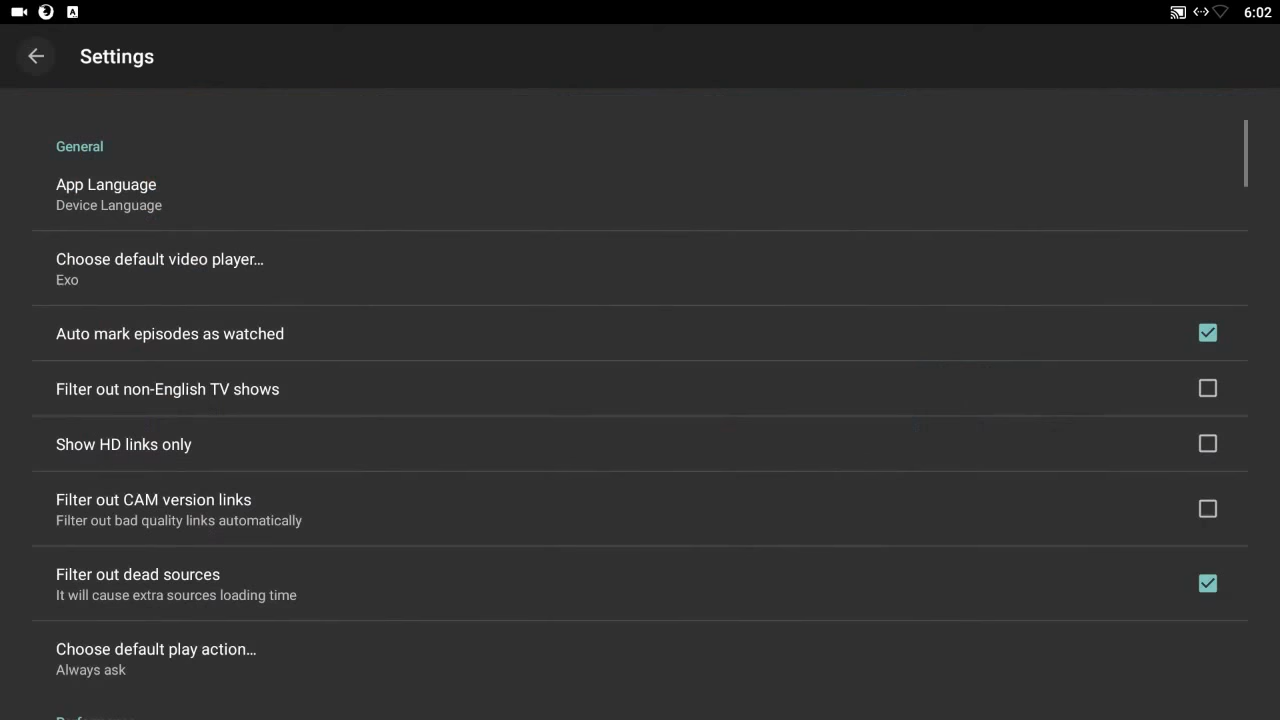 6:02
Settings
General
App Language
Device Language
Choose default video player...
Exo
Auto mark episodes as watched
Filter out non-English TV shows
Show HD links only
Filter out CAM version links
Filter out bad quality links automatically
Filter out dead sources
It will cause extra sources loading time
Choose default play action...
Always ask